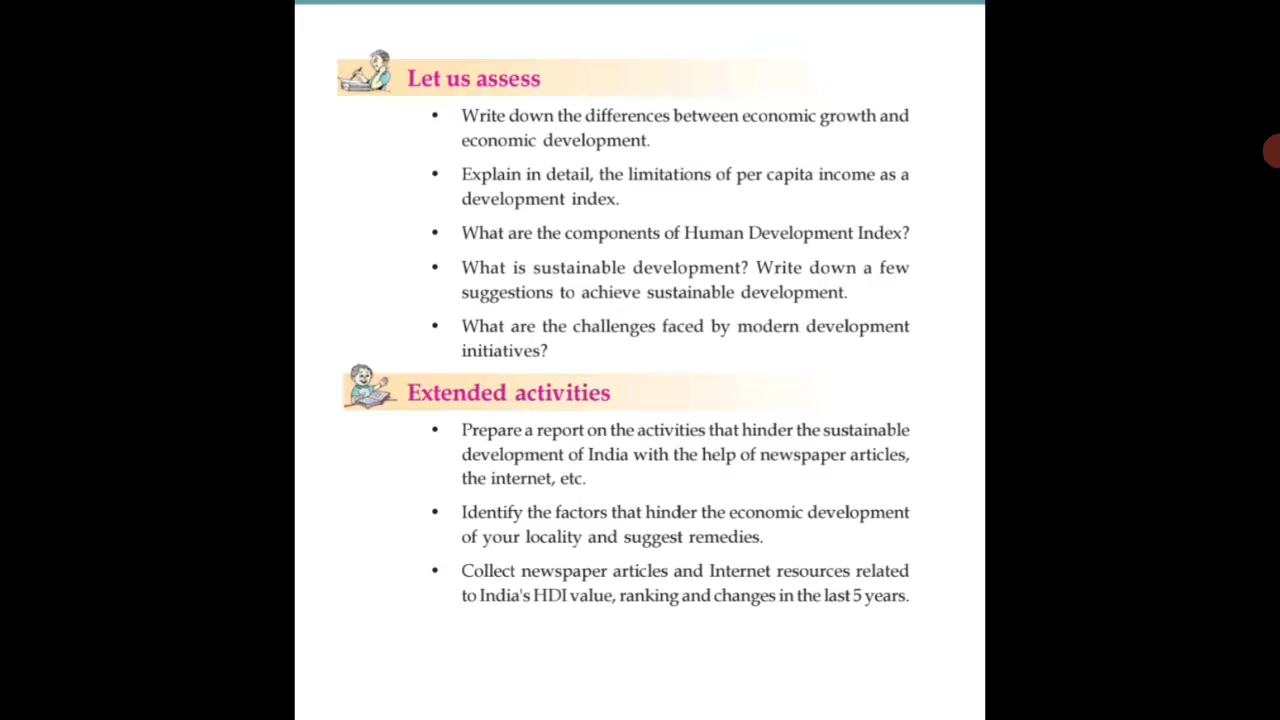 Let us assess
• Write down the differences between economic growth and
economic development.
• Explain in detail, the limitations of per capita income as a
development index.
• What are the components of Human Development Index?
• What is sustainable development? Write down a few
suggestions to achieve sustainable development.
• What are the challenges faced by modern development
initiatives?
Extended activities
• Prepare a report on the activities that hinder the sustainable
development of India with the help of newspaper articles,
the internet, etc.
• Identify the factors that hinder the economic development
of your locality and suggest remedies.
• Collect newspaper articles and Internet resources related
to India's HDI value, ranking and changes in the last 5 years.